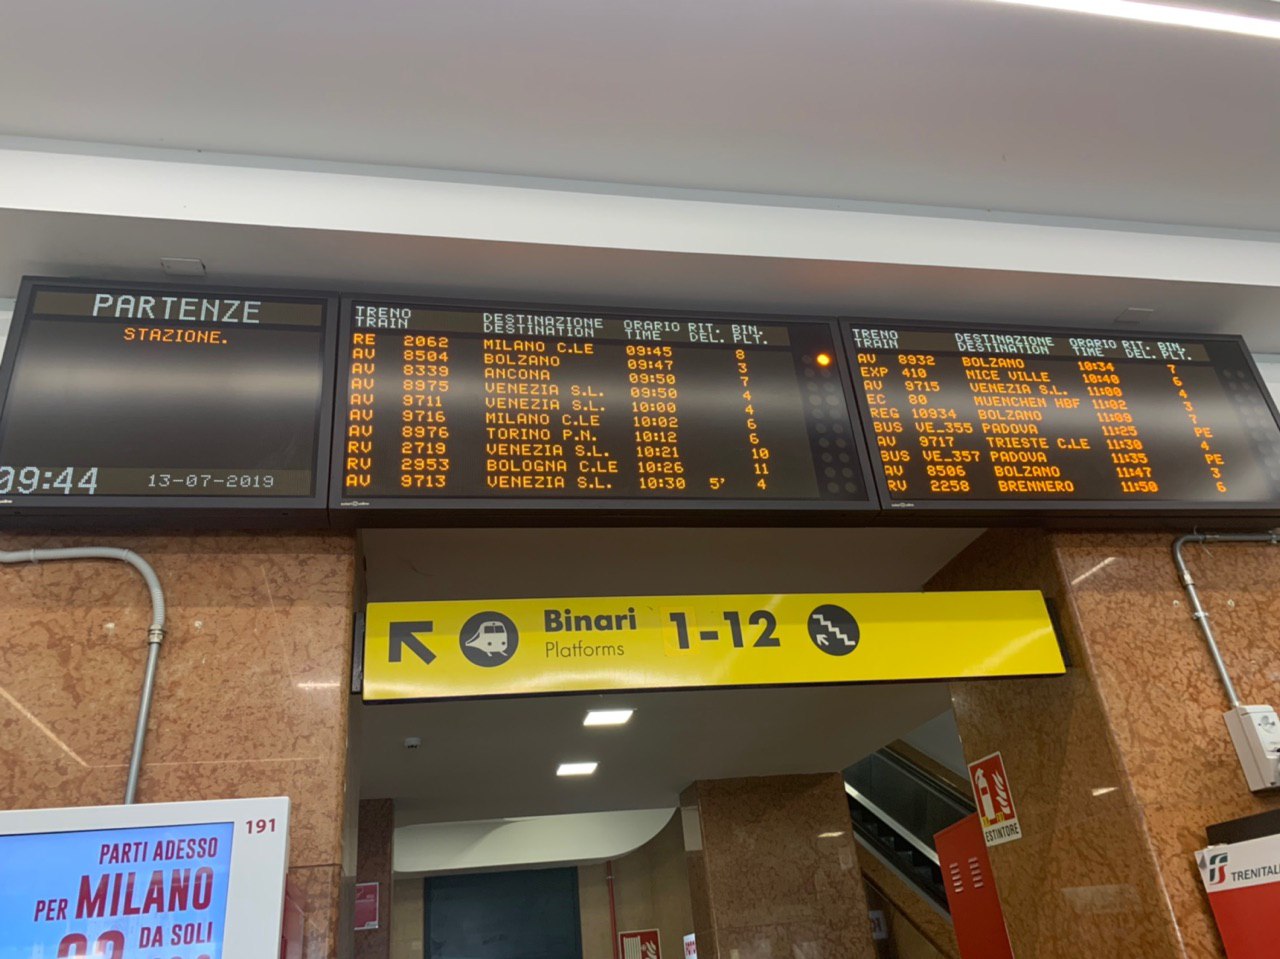 PARTENZE
STAZIONE.
09:44 13-07-2019
TRENO DESTINAZIONE ORARIO RIT. BIN.
TRAIN DESTINATION TIME DEL. PLT.
RE 2062 MILANO C.LE 09:45 8
AV 8504 BOLZANO 09:47 3
AV 8339 ANCONA 09:50 7
AV 8975 VENEZIA S.L. 09:50 4
AV 9711 VENEZIA S.L. 10:00 4
AV 9716 MILANO C.LE 10:02 6
AV 8976 TORINO P.N. 10:12 6
RV 2719 VENEZIA S.L. 10:21 10
RV 2953 BOLOGNA C.LE 10:26 11
AV 9713 VENEZIA S.L. 10:30 5' 4
TRENO DESTINAZIONE ORARIO RIT. BIN.
TRAIN DESTINATION TIME DEL. PLT.
AV 8932 BOLZANO 10:34 7
EXP 410 NICE VILLE 10:40 6
AV 9715 VENEZIA S.L. 11:00 4
EC 80 MUENCHEN HBF 11:02 3
REG 10934 BOLZANO 11:09 7
BUS VE_355 PADOVA 11:25 PE
AV 9717 TRIESTE C.LE 11:30 4
BUS VE_357 PADOVA 11:35 PE
AV 8506 BOLZANO 11:47 3
RV 2258 BRENNERO 11:50 6
Binari 1-12
Platforms
191
PARTI ADESSO
PER MILANO
DA SOLI
ESTINTORE
TRENITALIA